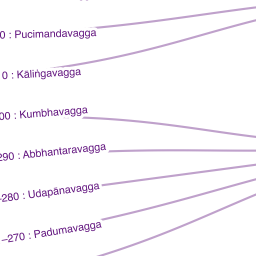 0 : Pucimandavagga
0 : Kāliṅgavagga
00 : Kumbhavagga
290 : Abbhantaravagga
–280 : Udapānavagga
–270 : Padumavagga